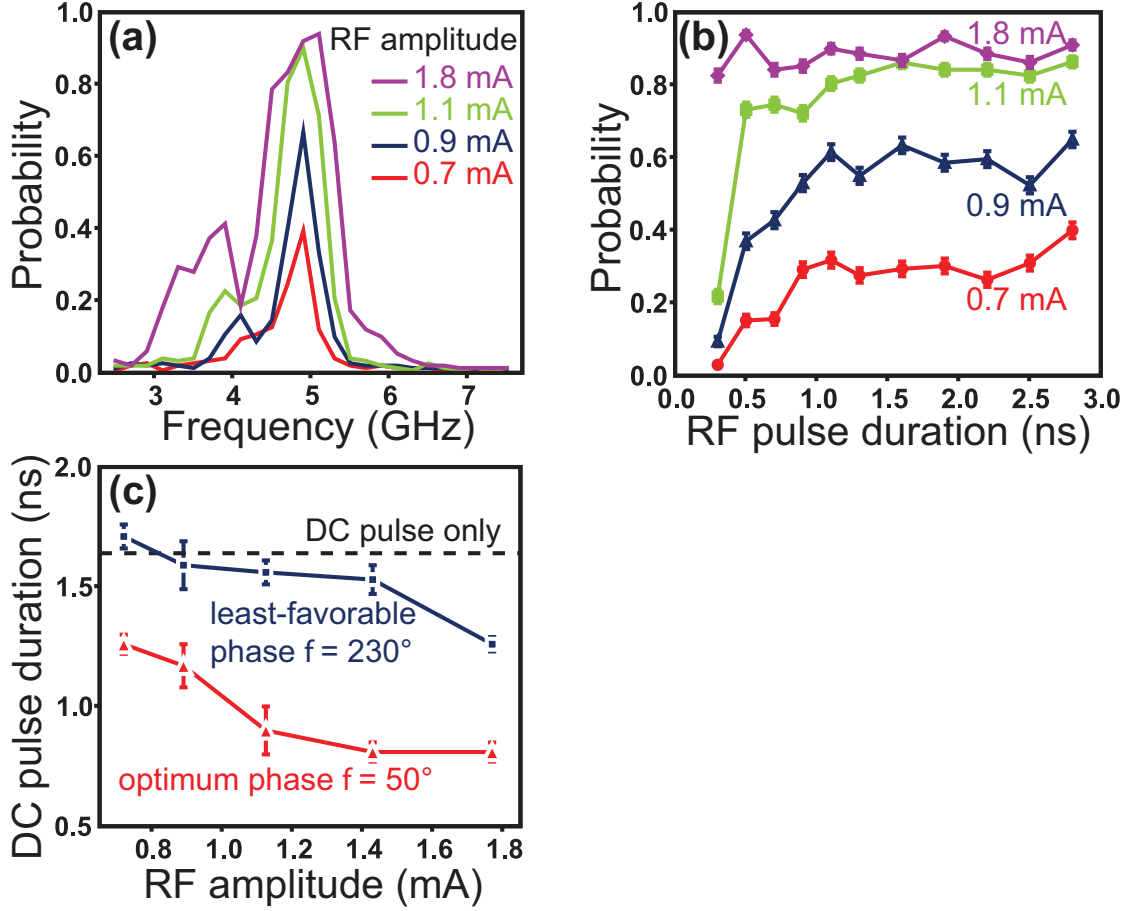 (a)
RF amplitude
1.8 mA
1.1 mA
0.9 mA
0.7 mA
1.0
0.8
0.6
0.4
0.2
0.0
Probability
3 4 5 6 7
Frequency (GHz)
(b)
1.8 mA
1.1 mA
0.9 mA
0.7 mA
1.0
0.8
0.6
0.4
0.2
0.0
Probability
0.0 0.5 1.0 1.5 2.0 2.5 3.0
RF pulse duration (ns)
(c)
DC pulse only
least-favorable
phase f = 230°
optimum phase f = 50°
2.0
1.5
1.0
0.5
DC pulse duration (ns)
0.8 1.0 1.2 1.4 1.6 1.8
RF amplitude (mA)